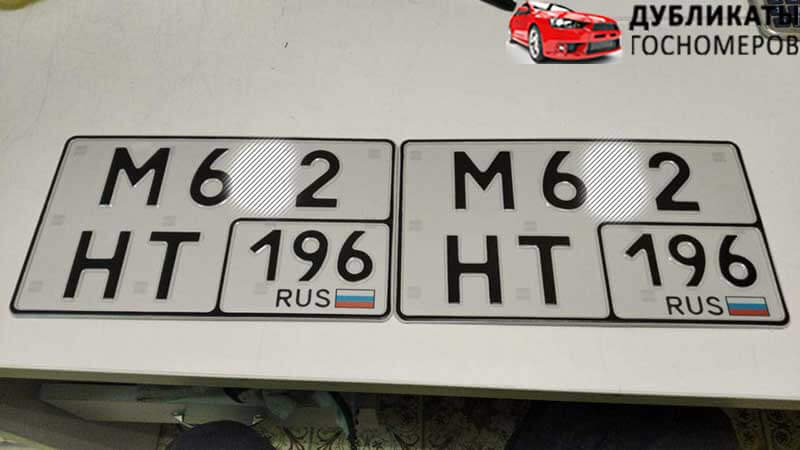 ДУБЛИКАТЫ
ГОСНОМЕРОВ
М6 2
НТ 196
RUS
М6 2
НТ 196
RUS